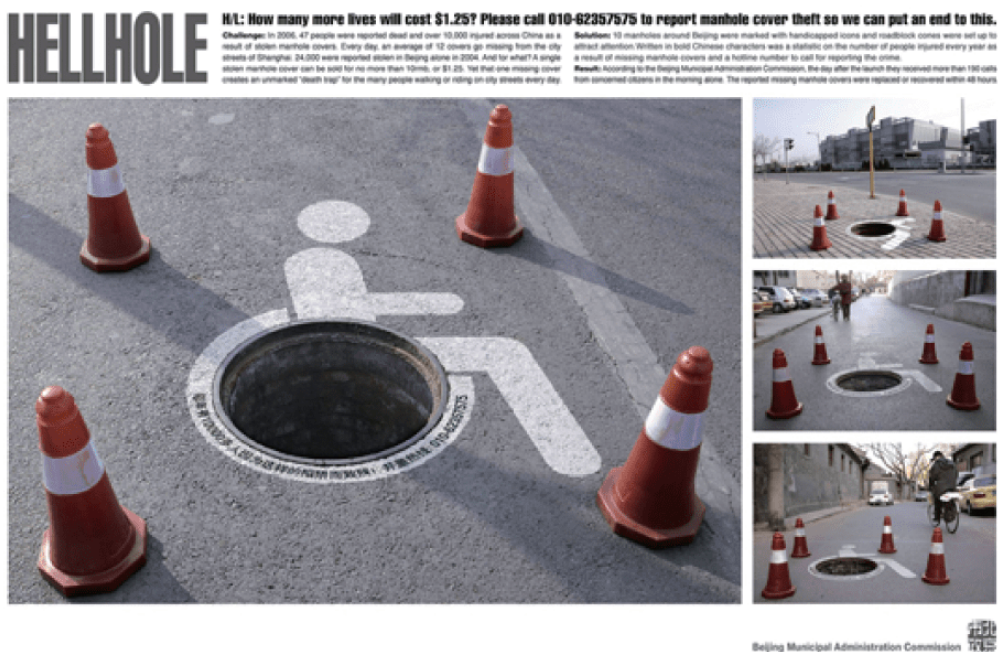 HELLHOLE
H/L: How many more lives will cost $1.25? Please call 010-62357575 to report manhole cover theft so we can put an end to this.
Challenge: In 2006, 47 people were reported dead and over 10,000 injured across China as a
result of stolen manhole covers. Every day, an average of 12 covers go missing from the city
streets of Shanghai; 24,000 were reported stolen in Beijing alone in 2004. And for what? A single
stolen manhole cover can be sold for no more than 10rmb, or $1.25. Yet that one missing cover
creates an unmarked "death trap" for the many people walking or riding on city streets every day.
Solution: 10 manholes around Beijing were marked with handicapped icons and roadblock cones were set up to
attract attention. Written in bold Chinese characters was a statistic on the number of people injured every year as
a result of missing manhole covers and a hotline number to call for reporting the crime.
Result: According to the Beijing Municipal Administration Commission, the day after the launch they received more than 190 calls
from concerned citizens in the morning alone. The reported missing manhole covers were replaced or recovered within 48 hours
010-62357575
Beijing Municipal Administration Commission